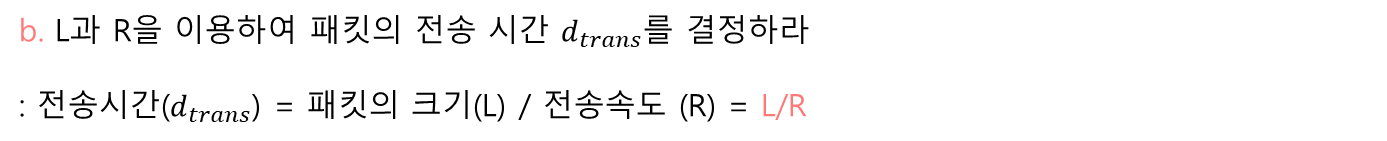 b. L과 R을 이용하여 패킷의 전송 시간 d_trans를 결정하라
: 전송시간(d_trans) = 패킷의 크기(L) / 전송속도 (R) = L/R